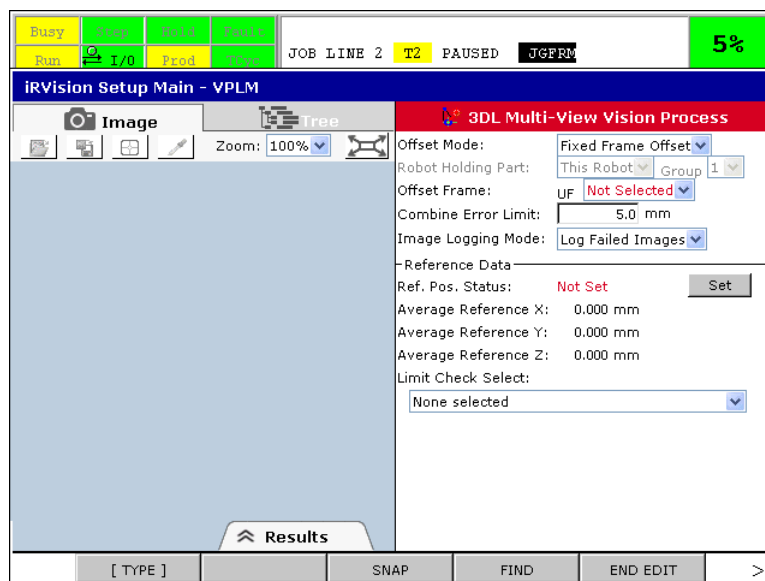 Busy Step Hold Fault
Run I/O Prod TCyc
JOB LINE 2 T2 PAUSED JGFRM
5%
iRVision Setup Main - VPLM
Image Tree
Zoom: 100%
3DL Multi-View Vision Process
Offset Mode: Fixed Frame Offset
Robot Holding Part: This Robot Group 1
Offset Frame: UF Not Selected
Combine Error Limit: 5.0 mm
Image Logging Mode: Log Failed Images
Reference Data
Ref. Pos. Status: Not Set Set
Average Reference X: 0.000 mm
Average Reference Y: 0.000 mm
Average Reference Z: 0.000 mm
Limit Check Select:
None selected
Results
[ TYPE ] SNAP FIND END EDIT >